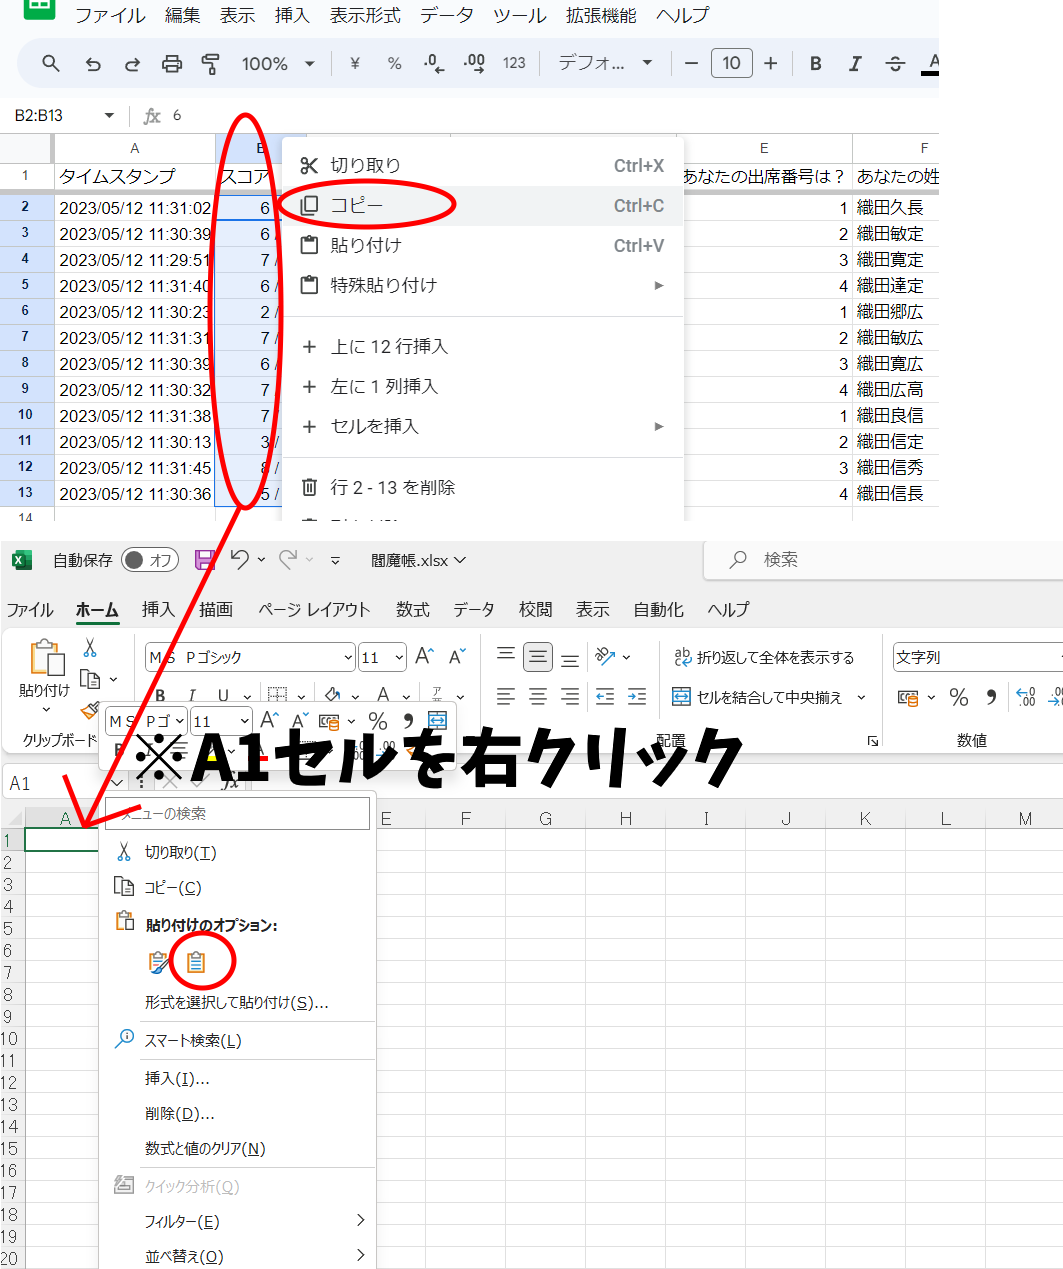 ファイル 編集 表示 挿入 表示形式 データ ツール 拡張機能 ヘルプ
100% ¥ % .0 .00 123 デフォ... 10 B I A
B2:B13 fx 6
A B E F
1 タイムスタンプ スコア あなたの出席番号は? あなたの姓
2 2023/05/12 11:31:02 6 1 織田久長
3 2023/05/12 11:30:39 6 / 2 織田敏定
4 2023/05/12 11:29:51 7 / 3 織田寛定
5 2023/05/12 11:31:40 6 / 4 織田達定
6 2023/05/12 11:30:23 2 / 1 織田郷広
7 2023/05/12 11:31:31 7 / 2 織田敏広
8 2023/05/12 11:30:39 6 / 3 織田寛広
9 2023/05/12 11:30:32 7 4 織田広高
10 2023/05/12 11:31:38 7 1 織田良信
11 2023/05/12 11:30:13 3 / 2 織田信定
12 2023/05/12 11:31:45 8 / 3 織田信秀
13 2023/05/12 11:30:36 5 / 4 織田信長
14
切り取り Ctrl+X
コピー Ctrl+C
貼り付け Ctrl+V
特殊貼り付け
+ 上に 12 行挿入
+ 左に 1 列挿入
+ セルを挿入
行 2 - 13 を削除
自動保存 オフ 閻魔帳.xlsx 検索
ファイル ホーム 挿入 描画 ページ レイアウト 数式 データ 校閲 表示 自動化 ヘルプ
貼り付け ＭＳ Ｐゴシック 11 A^ A˅ ab 折り返して全体を表示する 文字列
B I U A ア セルを結合して中央揃え % 9 .00
クリップボード 配置 数値
ＭＳ Ｐゴ 11 A^ A˅ %
※A1セルを右クリック
A1 fx
A E F G H I J K L M
1
2
3
4
5
6
7
8
9
10
11
12
13
14
15
16
17
18
19
20
メニューの検索
切り取り(T)
コピー(C)
貼り付けのオプション:
形式を選択して貼り付け(S)...
スマート検索(L)
挿入(I)...
削除(D)...
数式と値のクリア(N)
クイック分析(Q)
フィルター(E)
並べ替え(O)